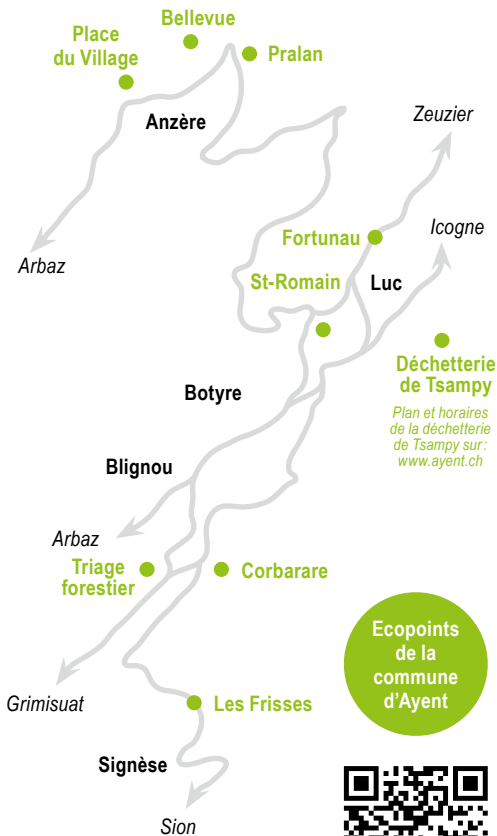 Bellevue
Place
du Village
Pralan
Anzère
Zeuzier
Icogne
Fortunau
Arbaz
St-Romain
Luc
Déchetterie
de Tsampy
Botyre
Plan et horaires
de la déchetterie
de Tsampy sur:
www.ayent.ch
Blignou
Arbaz
Triage
forestier
Corbarare
Ecopoints
de la
commune
d'Ayent
Grimisuat
Les Frisses
Signèse
Sion